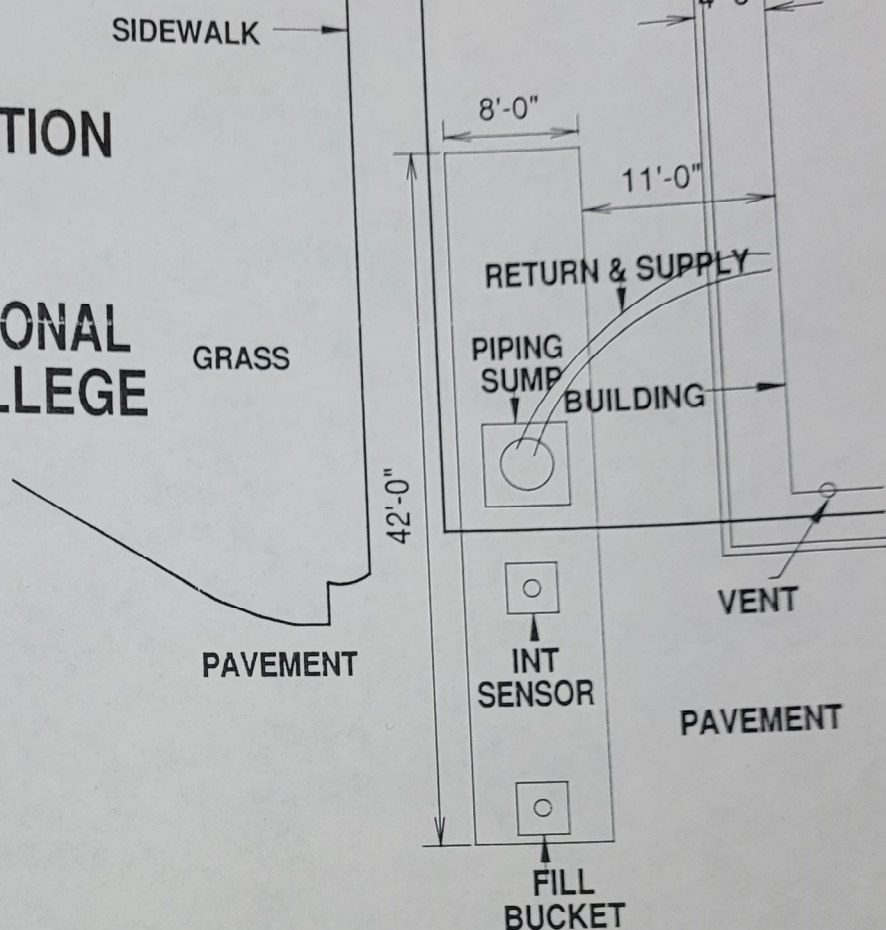 SIDEWALK
8'-0"
TION
11'-0"
RETURN & SUPPLY
ONAL
LLEGE
GRASS
PIPING
SUMP
BUILDING
42'-0"
VENT
INT
SENSOR
PAVEMENT
PAVEMENT
FILL
BUCKET